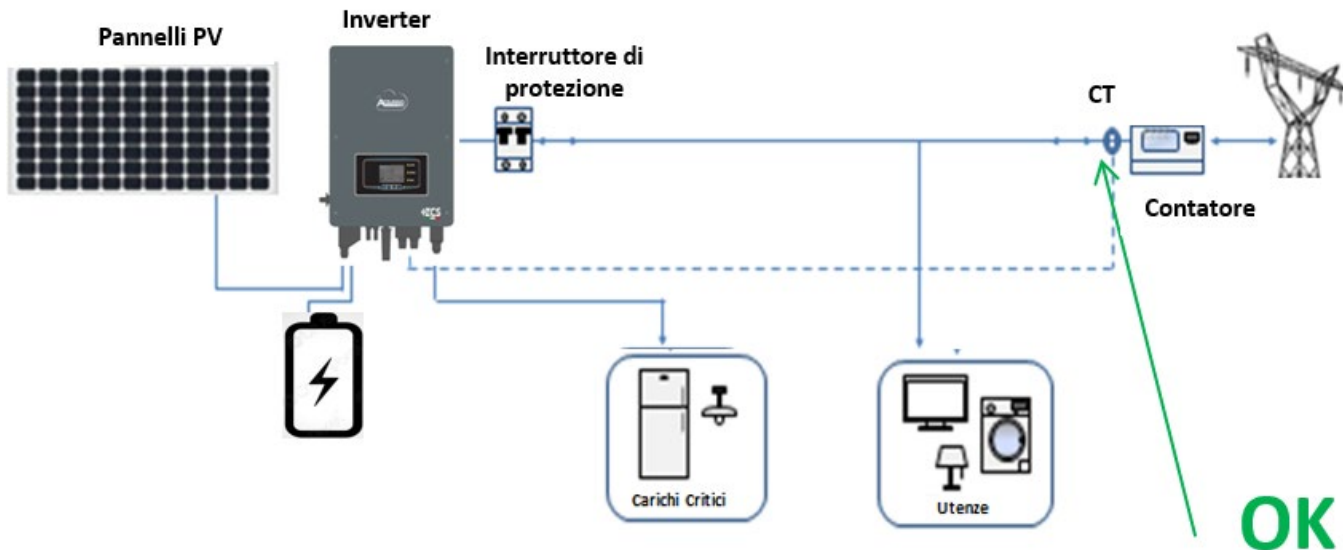 Pannelli PV
Inverter
Interruttore di
protezione
CT
Contatore
Carichi Critici
Utenze
OK